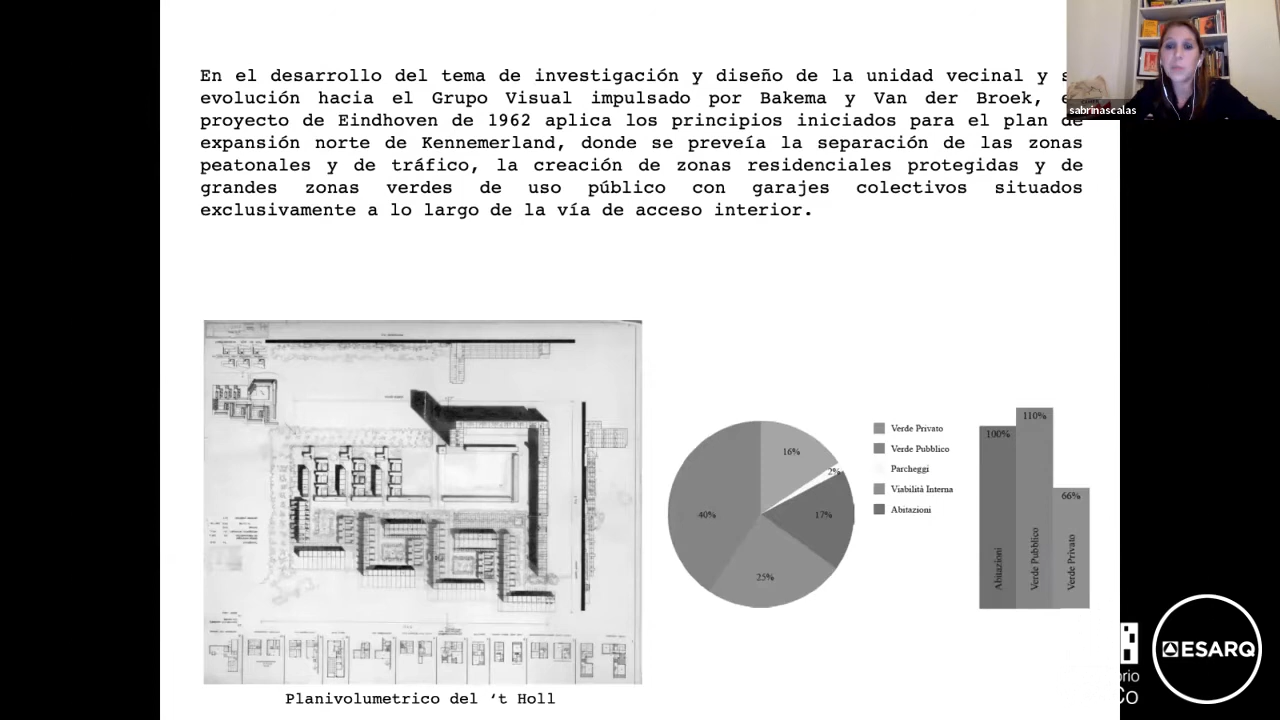 En el desarrollo del tema de investigación y diseño de la unidad vecinal y
evolución hacia el Grupo Visual impulsado por Bakema y Van der Broek,
proyecto de Eindhoven de 1962 aplica los principios iniciados para el plan de
expansión norte de Kennemerland, donde se preveía la separación de las zonas
peatonales y de tráfico, la creación de zonas residenciales protegidas y de
grandes zonas verdes de uso público con garajes colectivos situados
exclusivamente a lo largo de la vía de acceso interior.
sabrinascalas
16%
2%
17%
25%
40%
Verde Privato
Verde Pubblico
Parcheggi
Viabilità Interna
Abitazioni
100%
110%
66%
Abitazioni
Verde Pubblico
Verde Privato
Planivolumetrico del ‘t Holl
ESARQ